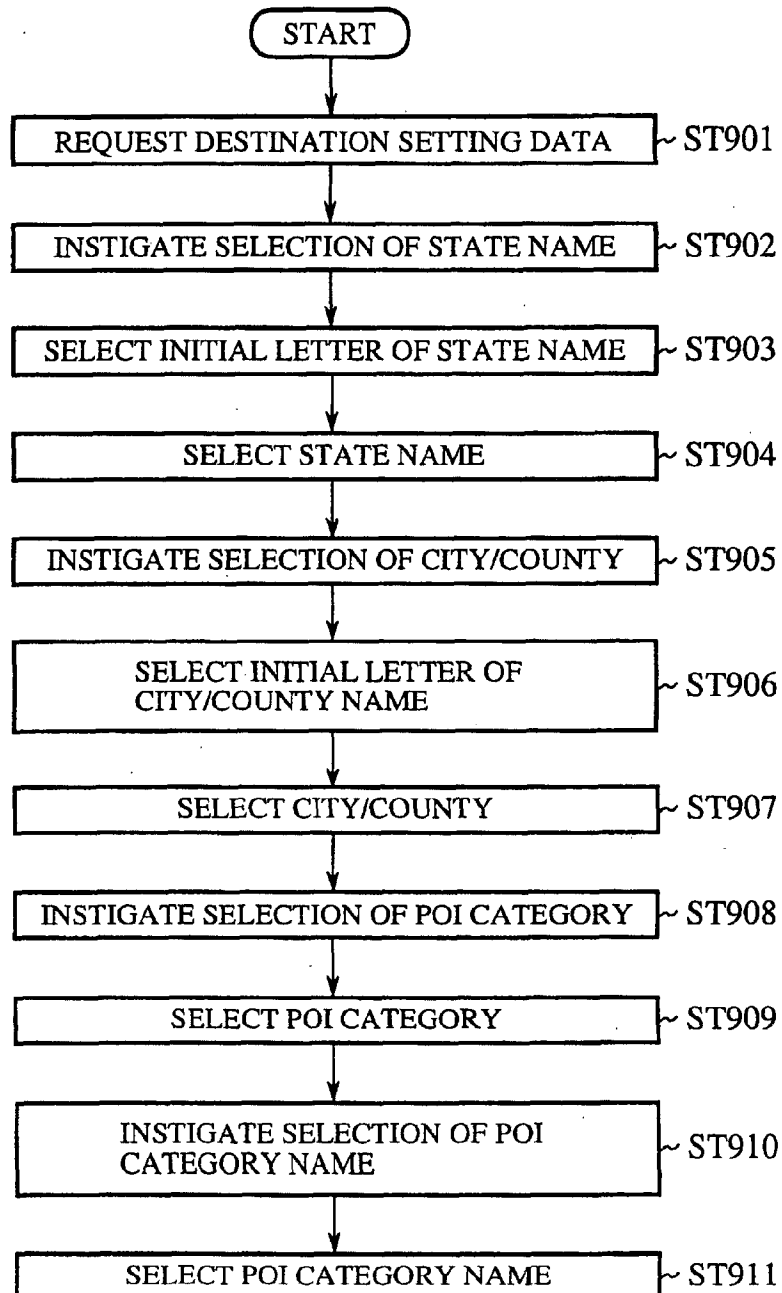 START
REQUEST DESTINATION SETTING DATA ~ ST901
INSTIGATE SELECTION OF STATE NAME ~ ST902
SELECT INITIAL LETTER OF STATE NAME ~ ST903
SELECT STATE NAME ~ ST904
INSTIGATE SELECTION OF CITY/COUNTY ~ ST905
SELECT INITIAL LETTER OF
CITY/COUNTY NAME ~ ST906
SELECT CITY/COUNTY ~ ST907
INSTIGATE SELECTION OF POI CATEGORY ~ ST908
SELECT POI CATEGORY ~ ST909
INSTIGATE SELECTION OF POI
CATEGORY NAME ~ ST910
SELECT POI CATEGORY NAME ~ ST911